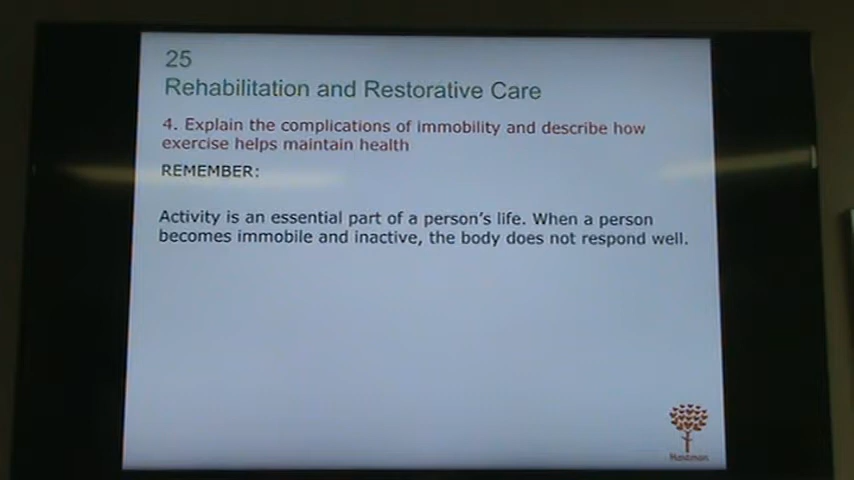 25
Rehabilitation and Restorative Care
4. Explain the complications of immobility and describe how
exercise helps maintain health
REMEMBER:
Activity is an essential part of a person's life. When a person
becomes immobile and inactive, the body does not respond well.